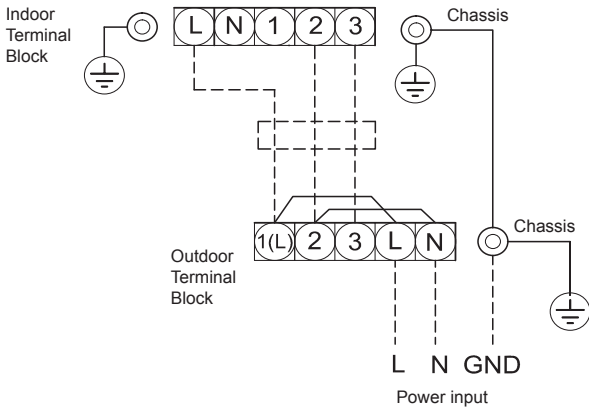 Indoor
Terminal
Block
L N 1 2 3
Chassis
Outdoor
Terminal
Block
1(L) 2 3 L N
Chassis
L N GND
Power input